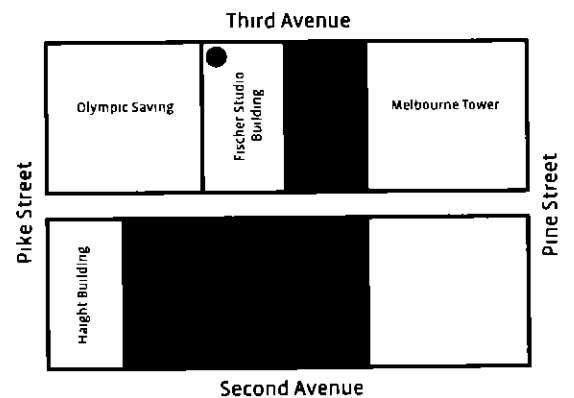 Third Avenue
Olympic Saving
Fischer Studio
Building
Melbourne Tower
Pike Street
Pine Street
Haight Building
Second Avenue